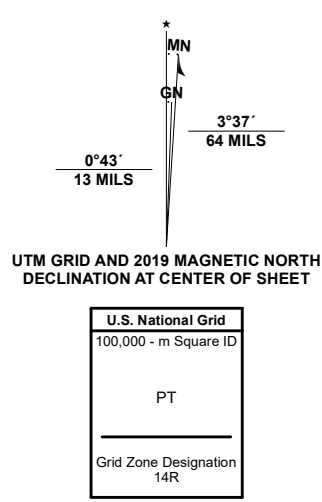 ★
MN
GN
3°37´
64 MILS
0°43´
13 MILS
UTM GRID AND 2019 MAGNETIC NORTH
DECLINATION AT CENTER OF SHEET
U.S. National Grid
100,000 - m Square ID
PT
Grid Zone Designation
14R